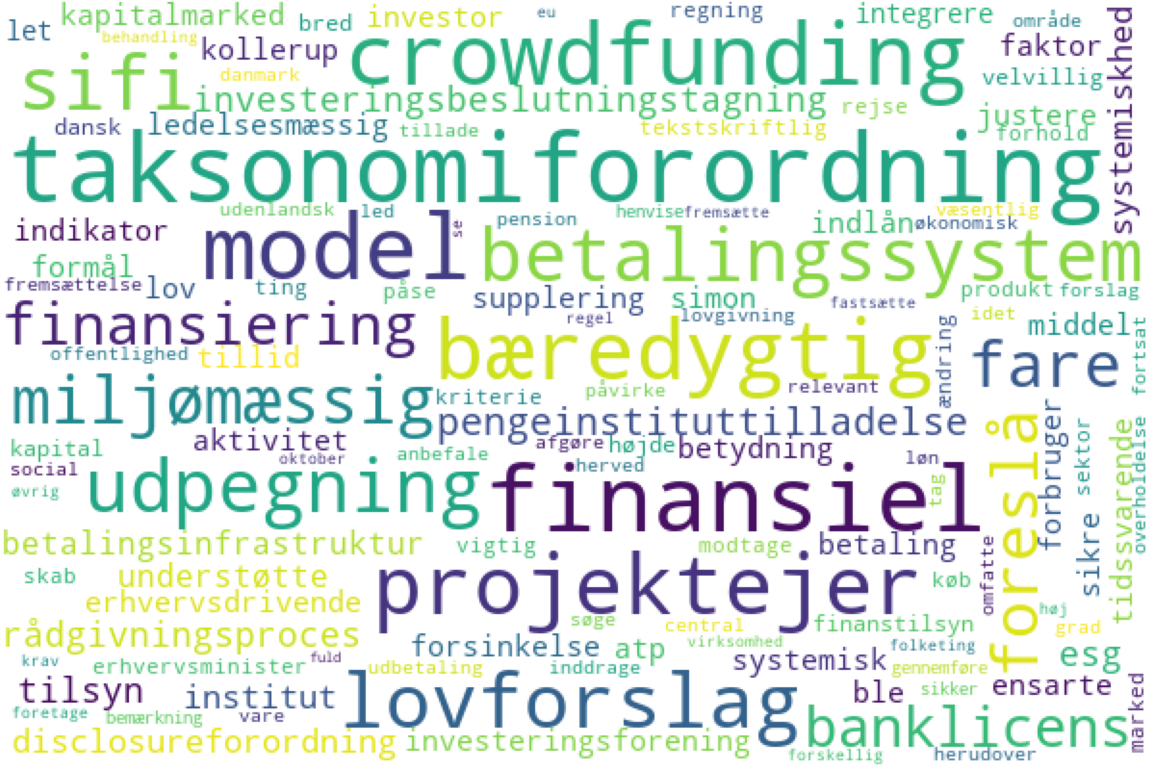 let
kapitalmarked
behandling
bred
investor
eu
regning
integrere
område
systemiskhed
kollerup
crowdfunding
faktor
sifi
danmark
velvillig
investeringsbeslutningstagning
rejse
justere
dansk
ledelsesmæssig
tillade
tekstskriftlig
forhold
taksonomiforordning
udenlandsk
led
pension
henvise
fremsætte
væsentlig
indikator
model
se
indlån
økonomisk
formål
betalingssystem
fremsættelse
lov
ting
påse
supplering
simon
fastsætte
produkt
forslag
finansiering
regel
lovgivning
idet
middel
fortsat
offentlighed
tillid
bæredygtig
ændring
fare
miljømæssig
kriterie
påvirke
relevant
pengeinstituttilladelse
foreslå
forbruger
sektor
overholdelse
kapital
aktivitet
afgøre
højde
betydning
tidssvarende
social
oktober
anbefale
herved
løn
øvrig
udpegning
finansiel
tag
sikre
betalingsinfrastruktur
vigtig
modtage
betaling
omfatte
skab
understøtte
projektejer
køb
erhvervsdrivende
høj
søge
central
finanstilsyn
grad
rådgivningsproces
forsinkelse
atp
virksomhed
folketing
esg
krav
erhvervsminister
fuld
udbetaling
inddrage
systemisk
gennemføre
tilsyn
institut
lovforslag
ble
sikker
ensarte
marked
foretage
bemærkning
vare
banklicens
disclosureforordning
investeringsforening
forskellig
herudover